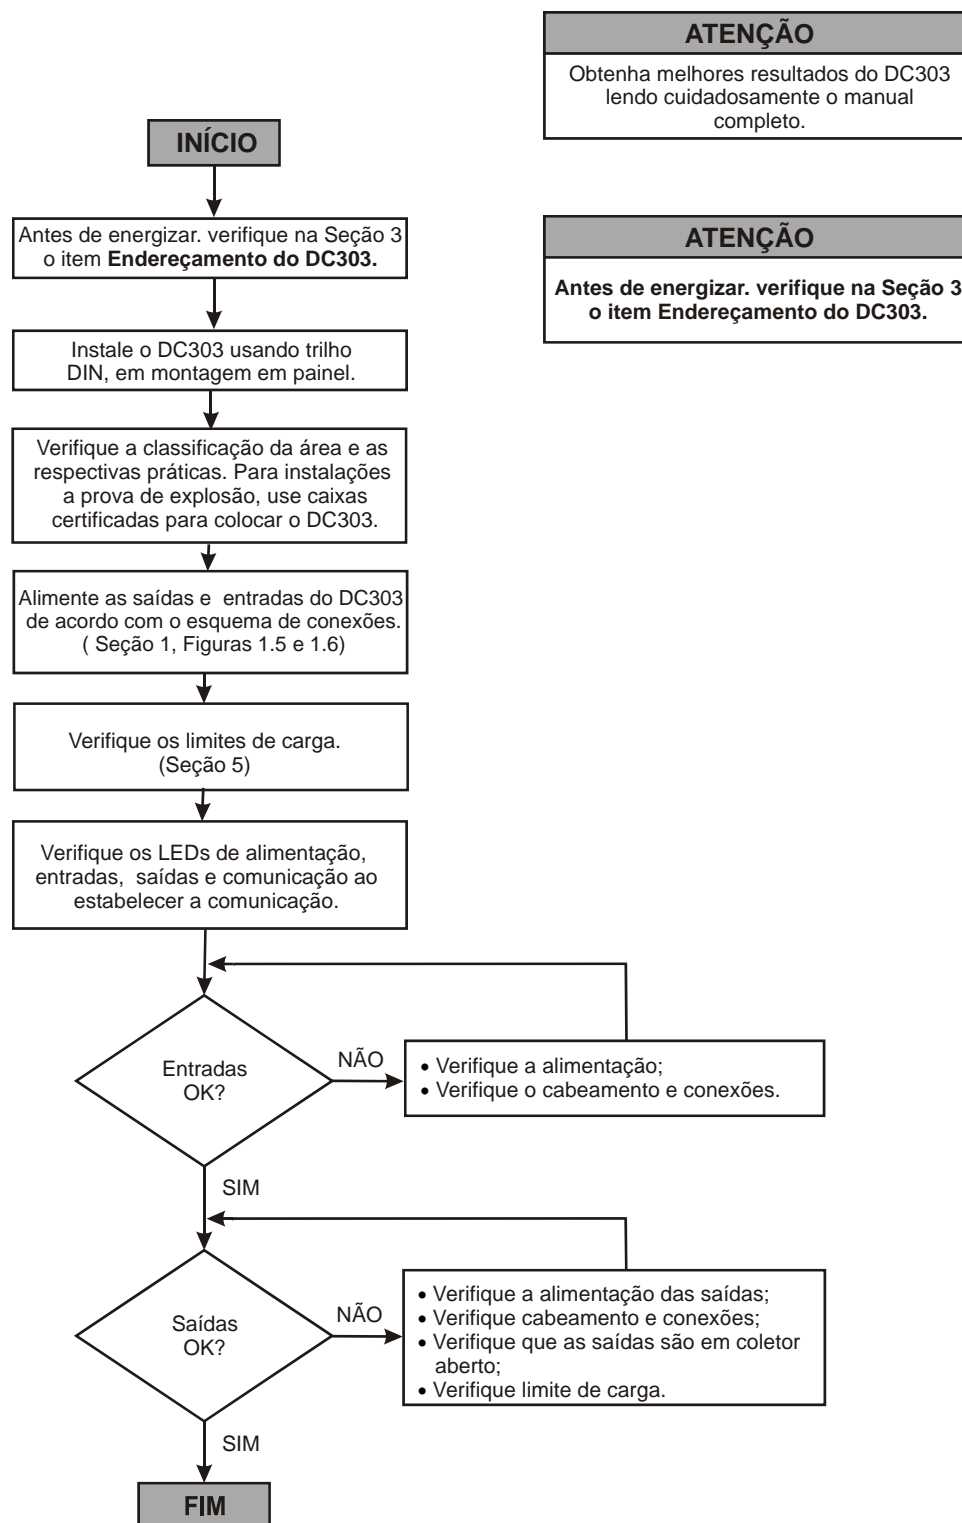 ATENÇÃO
Obtenha melhores resultados do DC303
lendo cuidadosamente o manual
completo.
INÍCIO
Antes de energizar. verifique na Seção 3
o item Endereçamento do DC303.
ATENÇÃO
Antes de energizar. verifique na Seção 3
o item Endereçamento do DC303.
Instale o DC303 usando trilho
DIN, em montagem em painel.
Verifique a classificação da área e as
respectivas práticas. Para instalações
a prova de explosão, use caixas
certificadas para colocar o DC303.
Alimente as saídas e entradas do DC303
de acordo com o esquema de conexões.
( Seção 1, Figuras 1.5 e 1.6)
Verifique os limites de carga.
(Seção 5)
Verifique os LEDs de alimentação,
entradas, saídas e comunicação ao
estabelecer a comunicação.
Entradas
OK?
NÃO
• Verifique a alimentação;
• Verifique o cabeamento e conexões.
SIM
Saídas
OK?
NÃO
• Verifique a alimentação das saídas;
• Verifique cabeamento e conexões;
• Verifique que as saídas são em coletor
aberto;
• Verifique limite de carga.
SIM
FIM